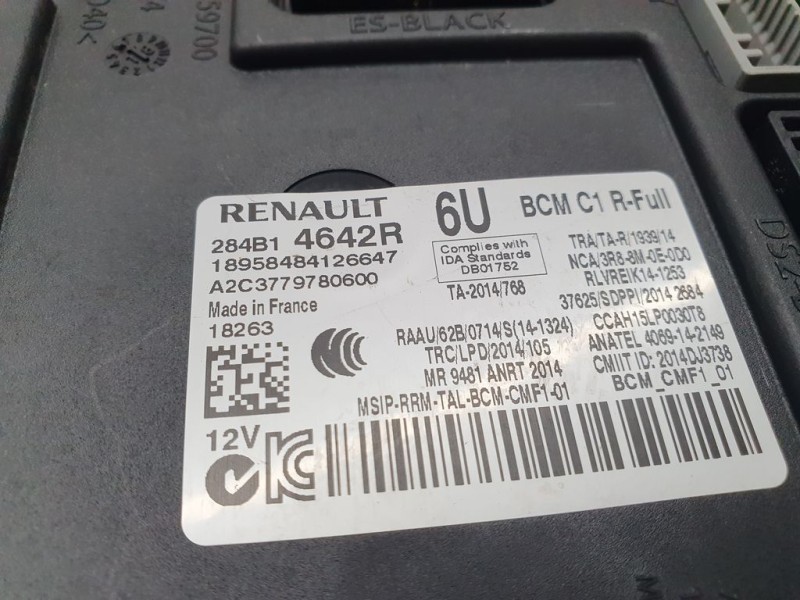 59700
040<
ES-BLACK
RENAULT 6U BCM C1 R-Full
284B1 4642R
18958484126647
A2C3779780600
Made in France
18263
12V
Complies with
IDA Standards
DB01752
TA-2014/768
TRA/TA-R/1939/14
NCA/3R8-8M-0E-0D0
RLVREIK14-1253
37625/SDPPI/2014 2684
RAAU/62B/0714/S(14-1324)
CCAH15LP0030T8
TRC/LPD/2014/105
ANATEL 4069-14-2149
MR 9481 ANRT 2014
CMIIT ID: 2014DJ3738
MSIP-RRM-TAL-BCM-CMF1-01
BCM_CMF1_01